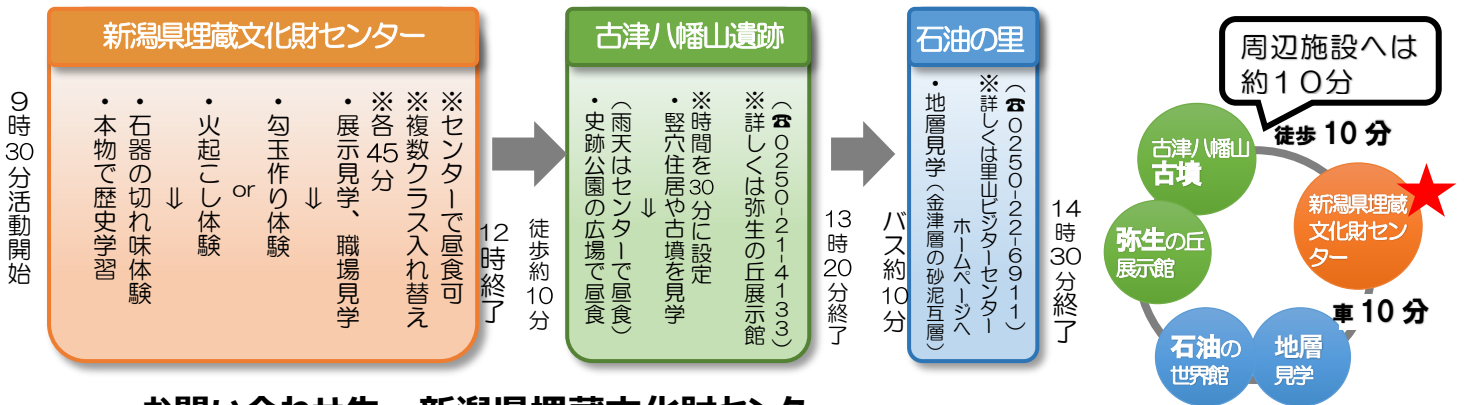 9時30分活動開始
新潟県埋蔵文化財センター
・本物で歴史学習
・石器の切れ味体験
⇓
・火起こし体験
or
・勾玉作り体験
⇓
・展示見学、職場見学
※各45分
※複数クラス入れ替え
※センターで昼食可
12時終了
徒歩約10分
古津八幡山遺跡
・史跡公園の広場で昼食
（雨天はセンターで昼食）
⇓
・竪穴住居や古墳を見学
※時間を30分に設定
※詳しくは弥生の丘展示館
（☎0250-21-4133）
13時20分終了
バス約10分
石油の里
・地層見学（金津層の砂泥互層）
※詳しくは里山ビジターセンター
ホームページへ
（☎0250-22-6911）
14時30分終了
周辺施設へは
約１０分
徒歩 10 分
古津八幡山
古墳
新潟県埋蔵
文化財セン
ター
弥生の丘
展示館
車 10 分
石油の
世界館
地層
見学